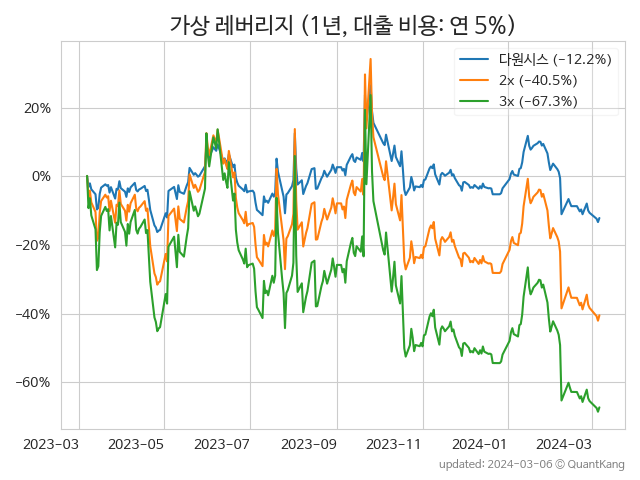 가상 레버리지 (1년, 대출 비용: 연 5%)
다원시스 (−12.2%)
2x (−40.5%)
3x (−67.3%)
20%
0%
−20%
−40%
−60%
2023-03 2023-05 2023-07 2023-09 2023-11 2024-01 2024-03
updated: 2024-03-06 ⓒ QuantKang